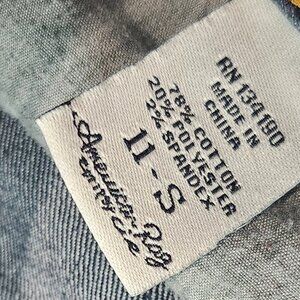 American Rag
CIE
11 - S
78% COTTON
20% POLYESTER
2% SPANDEX
MADE IN
CHINA
RN 134190